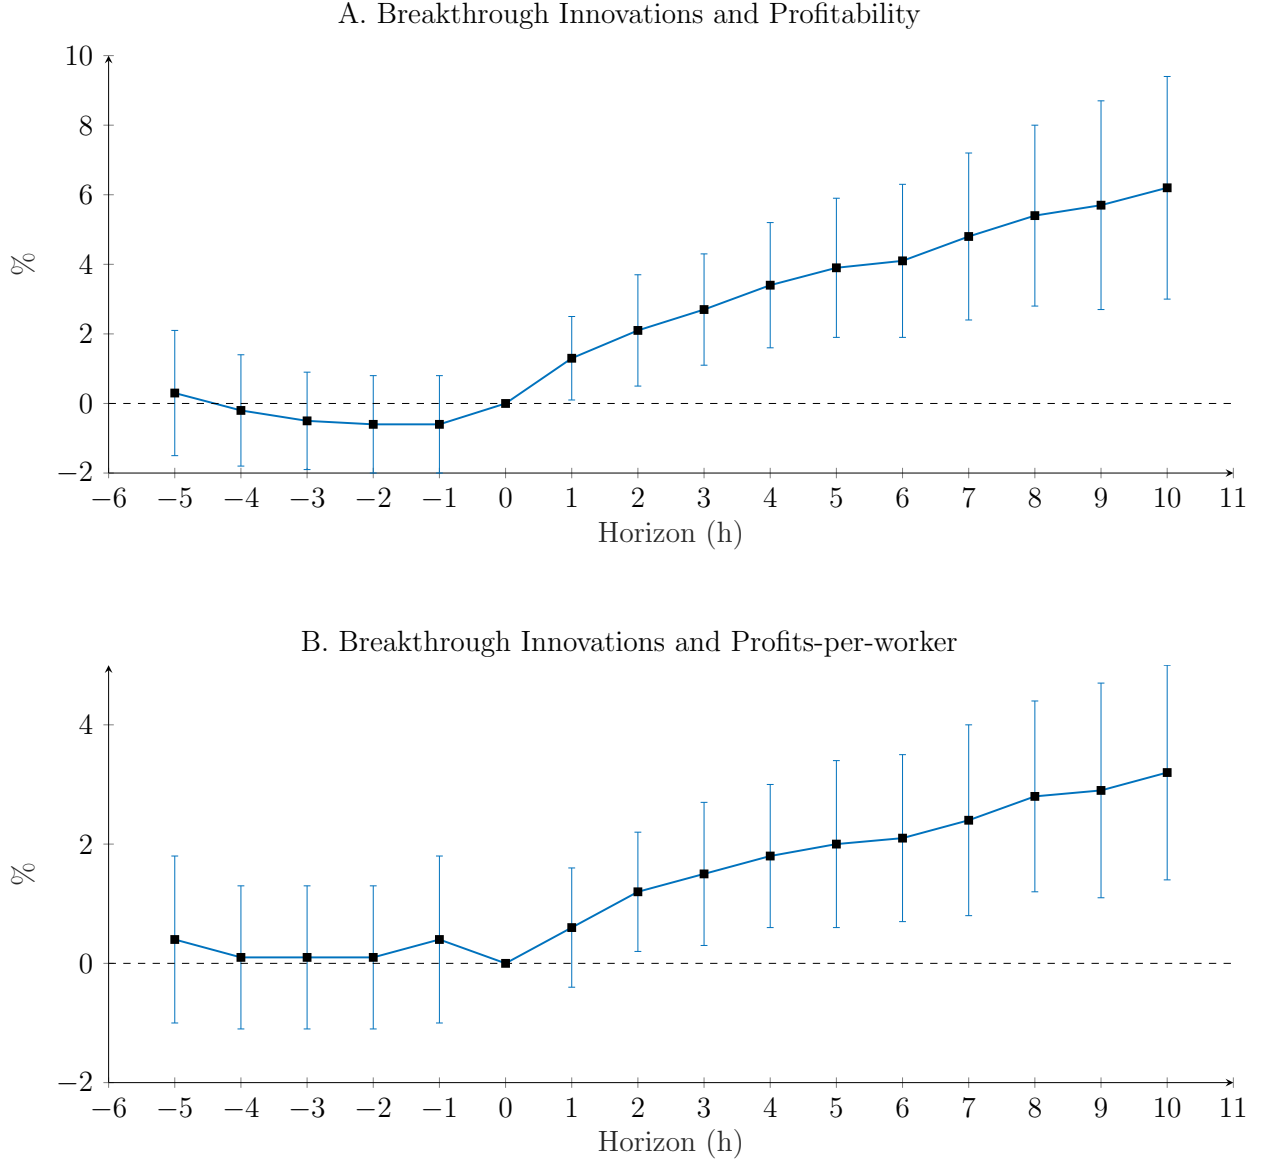 A. Breakthrough Innovations and Profitability
10
8
6
4
2
0
−2
%
−6 −5 −4 −3 −2 −1 0 1 2 3 4 5 6 7 8 9 10 11
Horizon (h)
B. Breakthrough Innovations and Profits-per-worker
4
2
0
−2
%
−6 −5 −4 −3 −2 −1 0 1 2 3 4 5 6 7 8 9 10 11
Horizon (h)